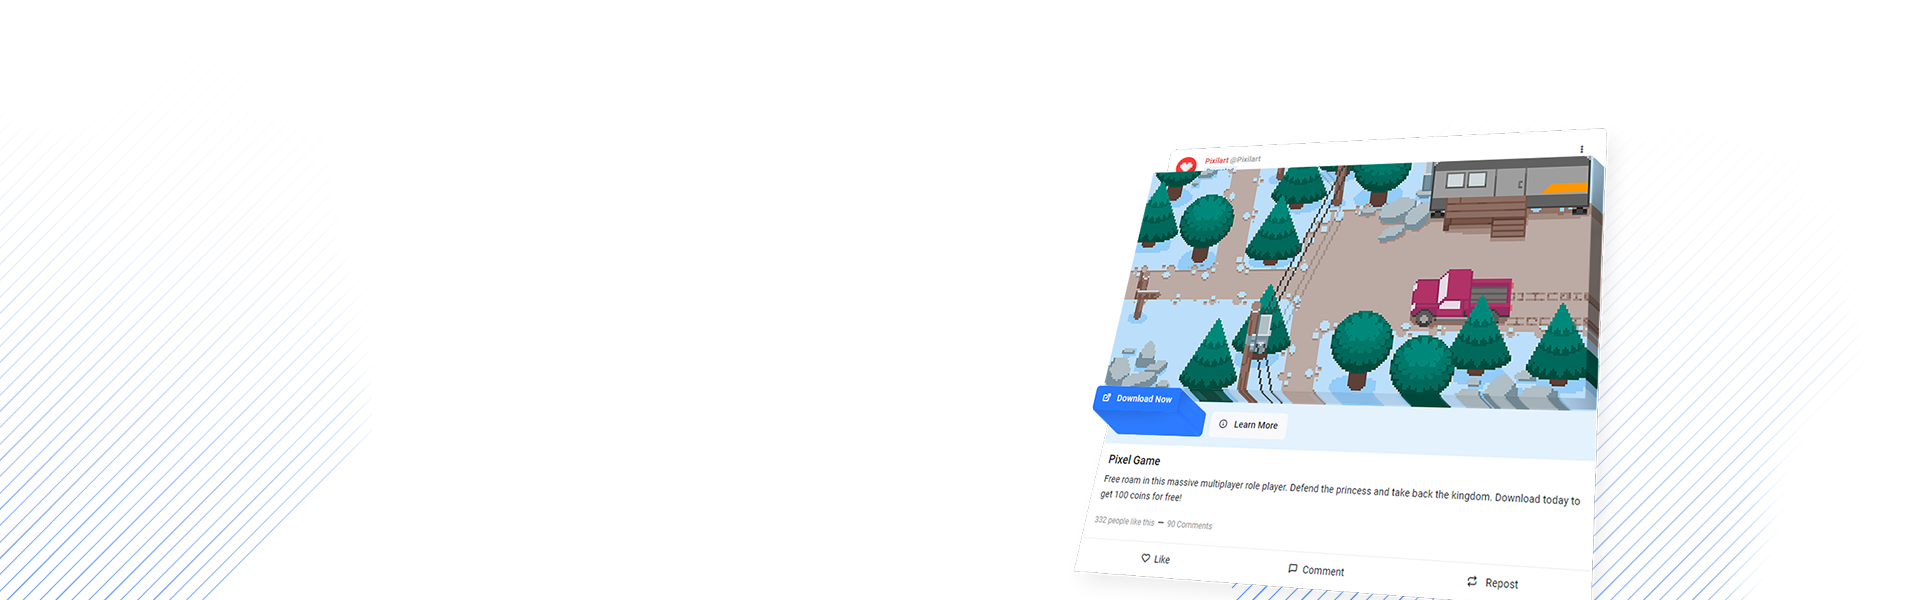 Pixilart @Pixilart
Download Now
Learn More
Pixel Game
Free roam in this massive multiplayer role player. Defend the princess and take back the kingdom. Download today to
get 100 coins for free!
332 people like this — 90 Comments
Like
Comment
Repost